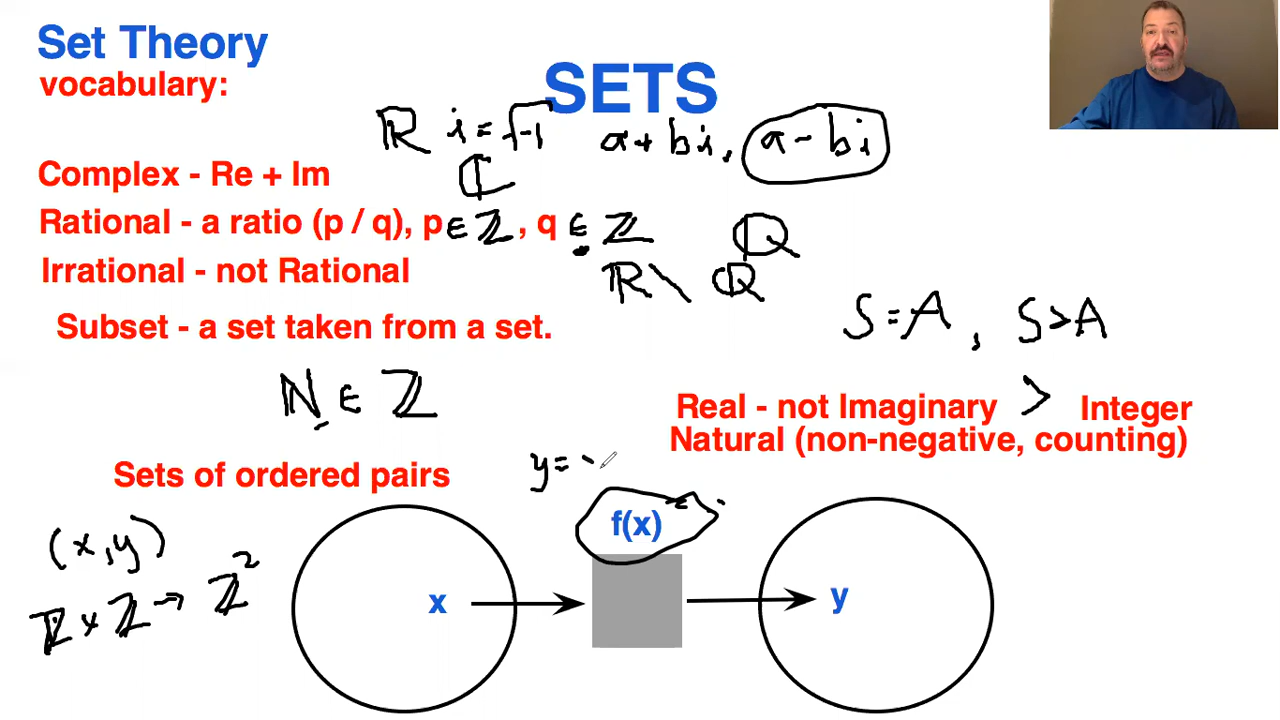 Set Theory
vocabulary:
SETS
ℝ i = √-1 a + bi, a - bi
Complex - Re + Im ℂ
Rational - a ratio (p / q), p ∈ ℤ, q ∈ ℤ ℚ
Irrational - not Rational ℝ \ ℚ
Subset - a set taken from a set.
S = A, S > A
ℕ ∈ ℤ
Real - not Imaginary > Integer
Natural (non-negative, counting)
Sets of ordered pairs
y =
f(x)
(x, y)
ℤ x ℤ → ℤ²
x
y